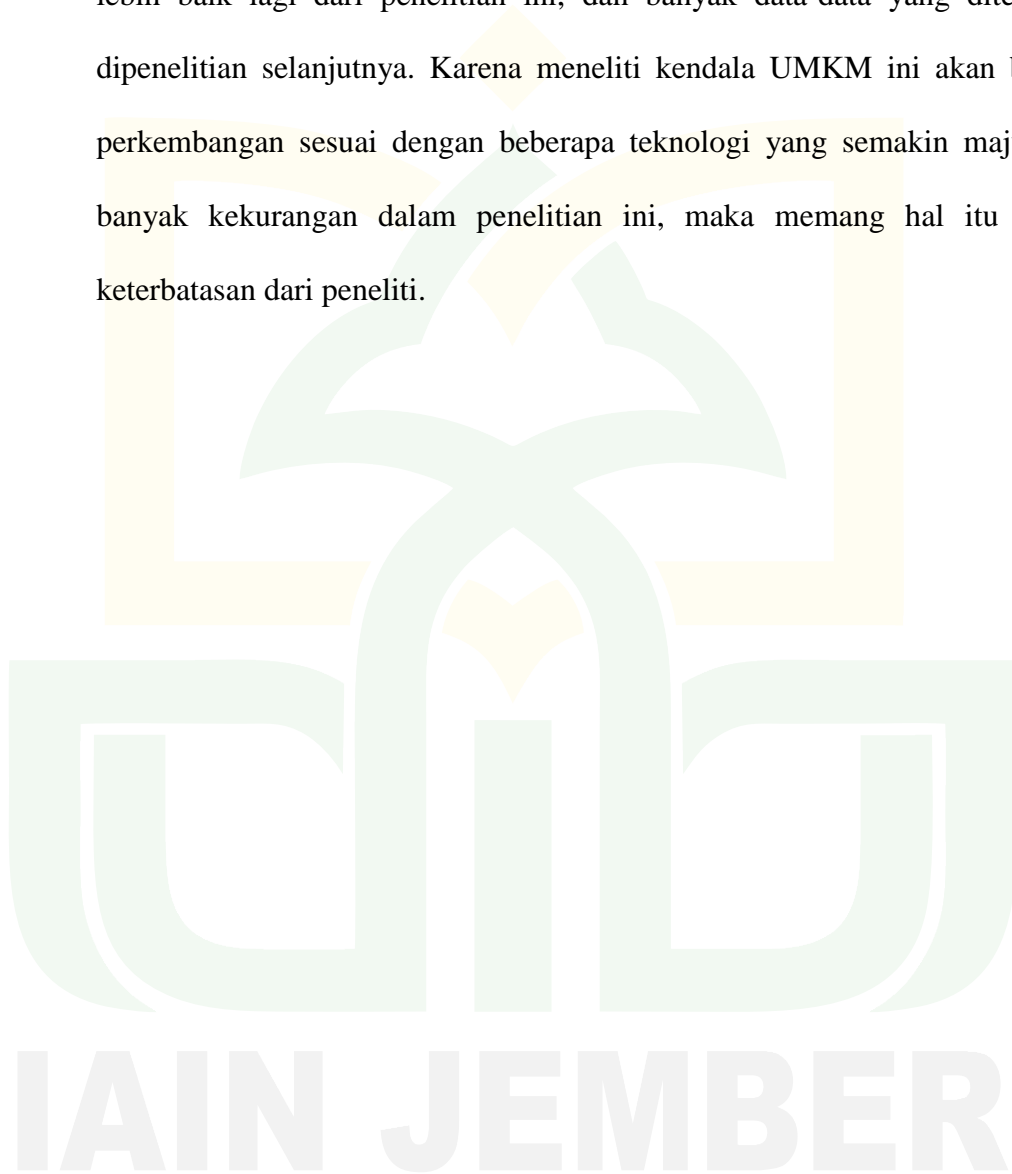 lebih baik lagi dari penelitian ini, dan banyak data-data yang
dipenelitian selanjutnya. Karena meneliti kendala UMKM ini akan
perkembangan sesuai dengan beberapa teknologi yang semakin
banyak kekurangan dalam penelitian ini, maka memang hal itu
keterbatasan dari peneliti.
IAIN JEMBER